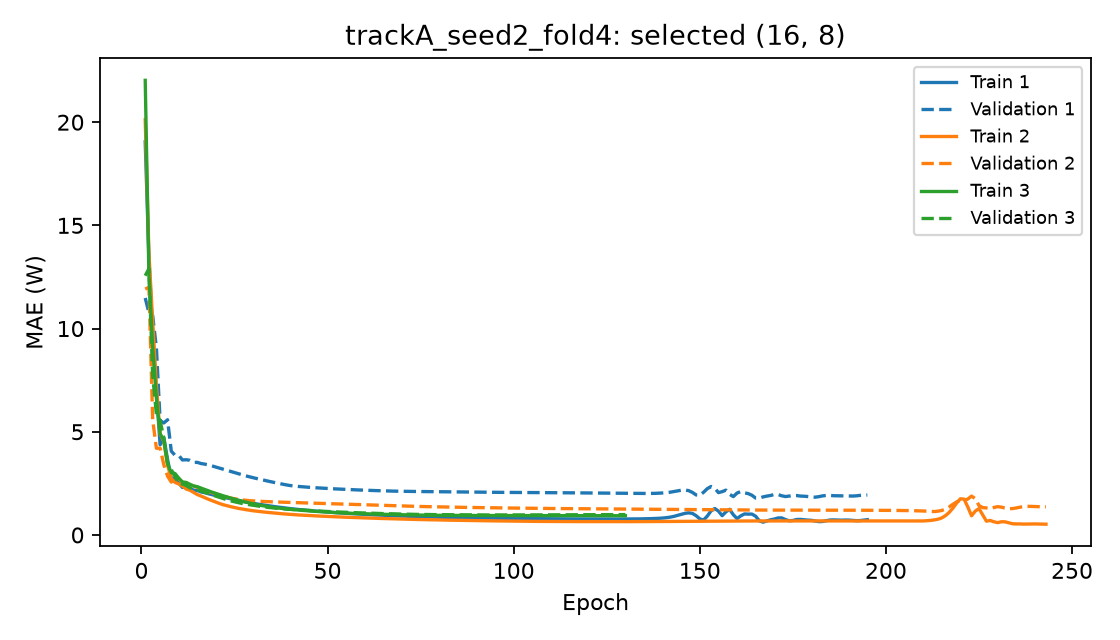 trackA_seed2_fold4: selected (16, 8)
Train 1
Validation 1
Train 2
Validation 2
Train 3
Validation 3
MAE (W)
20
15
10
5
0
0 50 100 150 200 250
Epoch